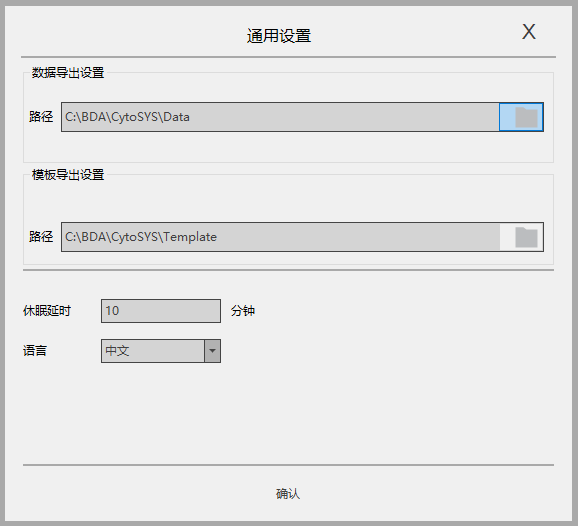 通用设置 X
数据导出设置
路径 C:\BDA\CytoSYS\Data
模板导出设置
路径 C:\BDA\CytoSYS\Template
休眠延时 10 分钟
语言 中文
确认